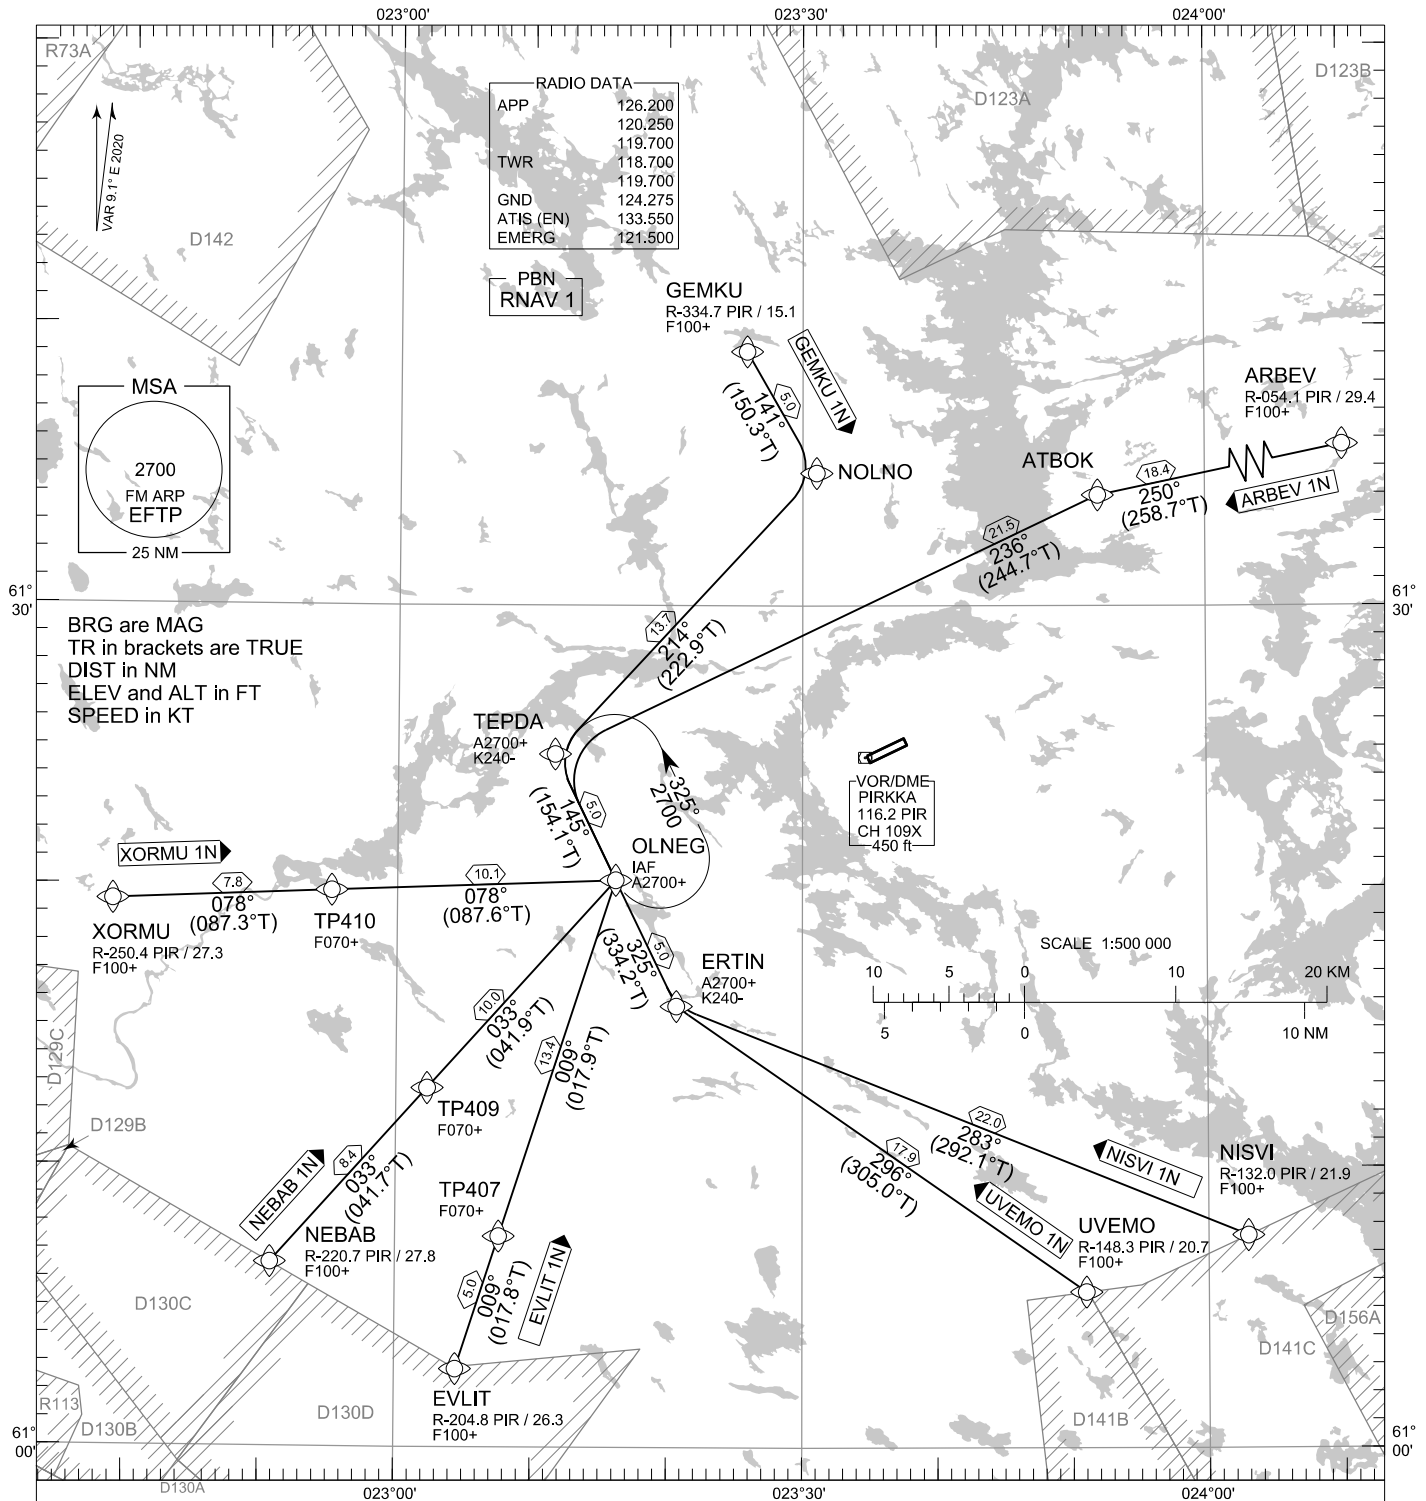 023°00'
023°30'
024°00'
R73A
D123B
D123A
VAR 9.1° E 2020
D142
RADIO DATA
APP 126.200
120.250
119.700
TWR 118.700
119.700
GND 124.275
ATIS (EN) 133.550
EMERG 121.500
PBN
RNAV 1
GEMKU
R-334.7 PIR / 15.1
F100+
GEMKU 1N
5.0
141°
(150.3°T)
NOLNO
ARBEV
R-054.1 PIR / 29.4
F100+
ATBOK
18.4
250°
(258.7°T)
ARBEV 1N
21.5
236°
(244.7°T)
MSA
2700
FM ARP
EFTP
25 NM
61°
30'
61°
30'
BRG are MAG
TR in brackets are TRUE
DIST in NM
ELEV and ALT in FT
SPEED in KT
13.7
214°
(222.9°T)
TEPDA
A2700+
K240-
325°
2700
5.0
145°
(154.1°T)
VOR/DME
PIRKKA
116.2 PIR
CH 109X
450 ft
OLNEG
IAF
A2700+
XORMU 1N
7.8
078°
(087.3°T)
10.1
078°
(087.6°T)
XORMU
R-250.4 PIR / 27.3
F100+
TP410
F070+
5.0
325°
(334.2°T)
ERTIN
A2700+
K240-
SCALE 1:500 000
10 5 0 10 20 KM
5 0 10 NM
10.0
033°
(041.9°T)
13.4
009°
(017.9°T)
D129C
D129B
TP409
F070+
22.0
283°
(292.1°T)
17.9
296°
(305.0°T)
NISVI 1N
NISVI
R-132.0 PIR / 21.9
F100+
NEBAB 1N
8.4
033°
(041.7°T)
TP407
F070+
UVEMO 1N
UVEMO
R-148.3 PIR / 20.7
F100+
NEBAB
R-220.7 PIR / 27.8
F100+
5.0
009°
(017.8°T)
EVLIT 1N
D130C
D156A
D141C
EVLIT
R-204.8 PIR / 26.3
F100+
R113
D130B
D130D
D141B
61°
00'
61°
00'
D130A
023°00'
023°30'
024°00'